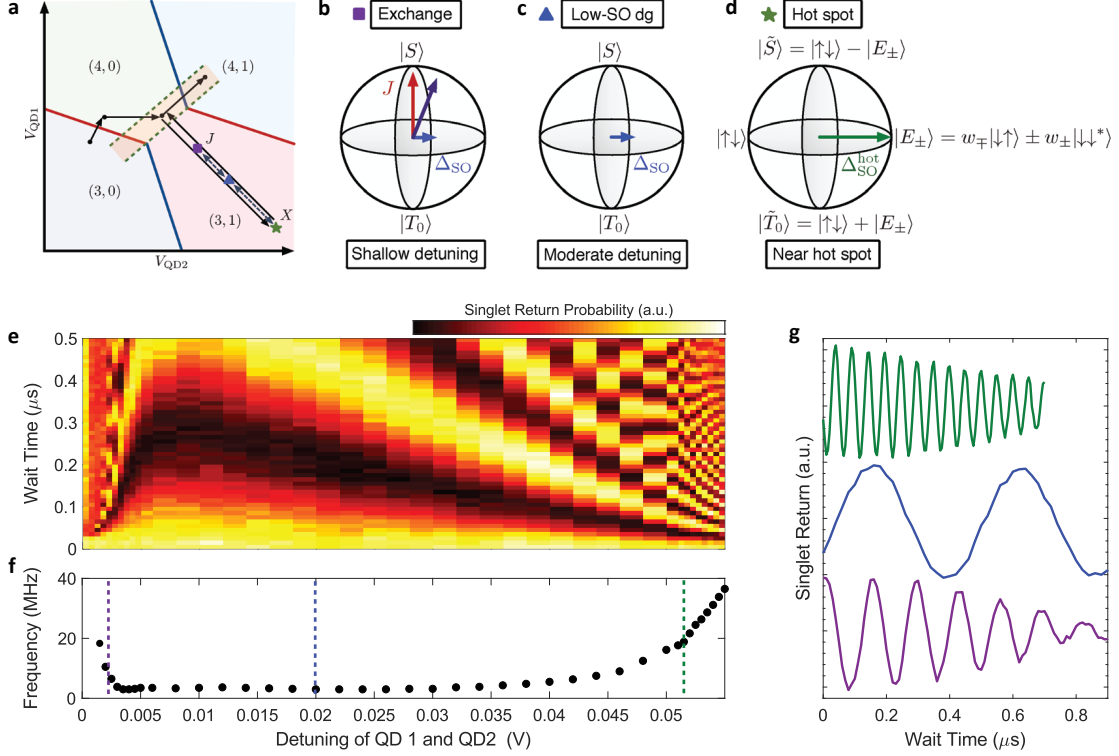 a
b
Exchange
c
Low-SO dg
d
Hot spot
V_QD1
(4,0)
(4,1)
J
(3,0)
(3,1)
X
V_QD2
|S⟩
J
Δ_SO
|T_0⟩
Shallow detuning
|S⟩
Δ_SO
|T_0⟩
Moderate detuning
|S̃⟩ = |↑↓⟩ − |E_±⟩
|↑↓⟩
|E_±⟩ = w_∓|↓↑⟩ ± w_±|↓↓*⟩
Δ_SO^hot
|T̃_0⟩ = |↑↓⟩ + |E_±⟩
Near hot spot
e
Singlet Return Probability (a.u.)
Wait Time (μs)
0.5
0.4
0.3
0.2
0.1
0
f
Frequency (MHz)
40
20
0
0 0.005 0.01 0.015 0.02 0.025 0.03 0.035 0.04 0.045 0.05 0.055
Detuning of QD 1 and QD2 (V)
g
Singlet Return (a.u.)
0 0.2 0.4 0.6 0.8
Wait Time (μs)